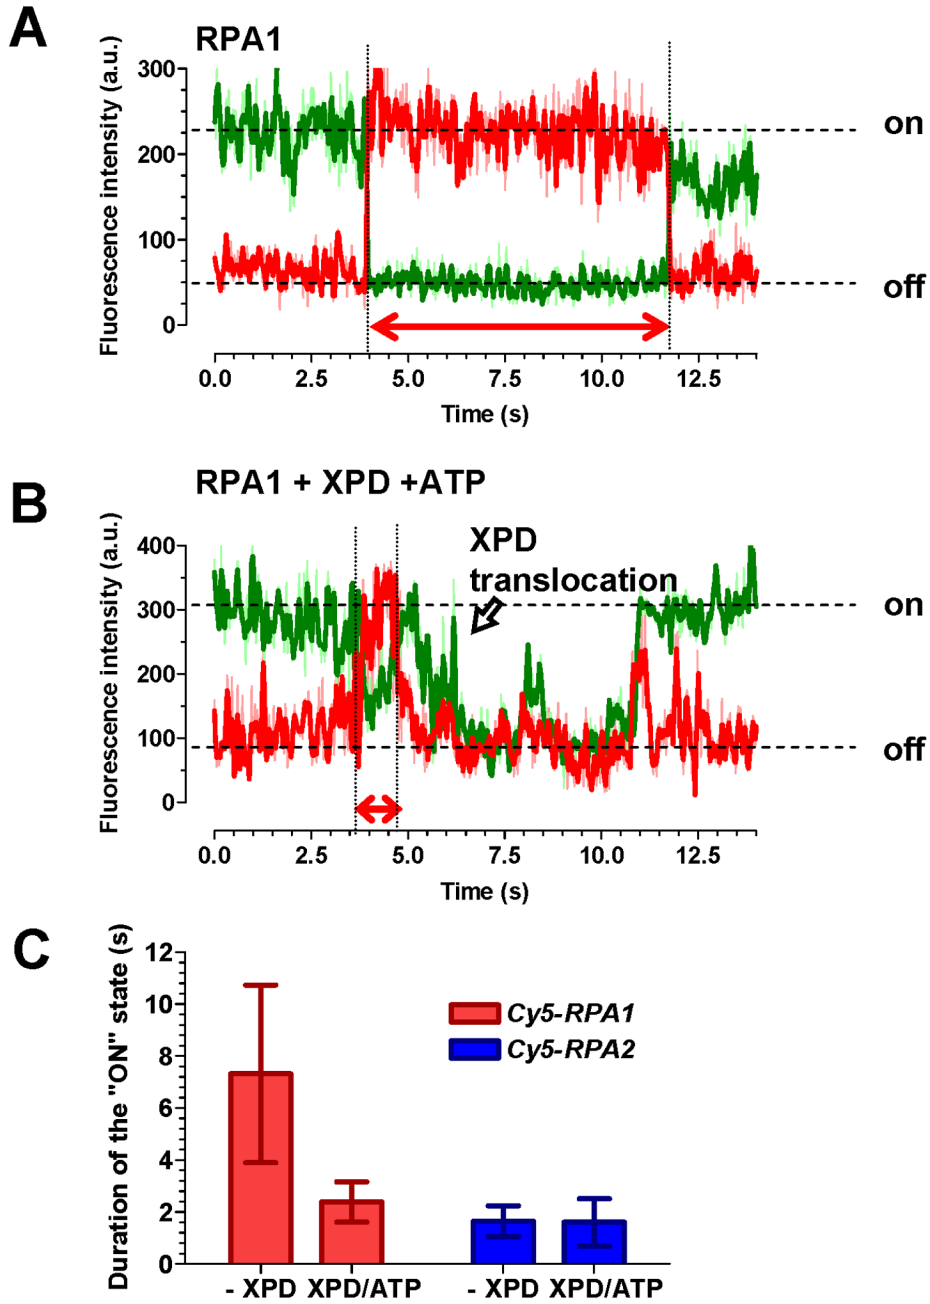 A
RPA1
Fluorescence intensity (a.u.)
300
200
100
0
on
off
0.0 2.5 5.0 7.5 10.0 12.5
Time (s)
B
RPA1 + XPD +ATP
Fluorescence intensity (a.u.)
400
300
200
100
0
XPD
translocation
on
off
0.0 2.5 5.0 7.5 10.0 12.5
Time (s)
C
Duration of the "ON" state (s)
12
10
8
6
4
2
0
Cy5-RPA1
Cy5-RPA2
- XPD XPD/ATP - XPD XPD/ATP